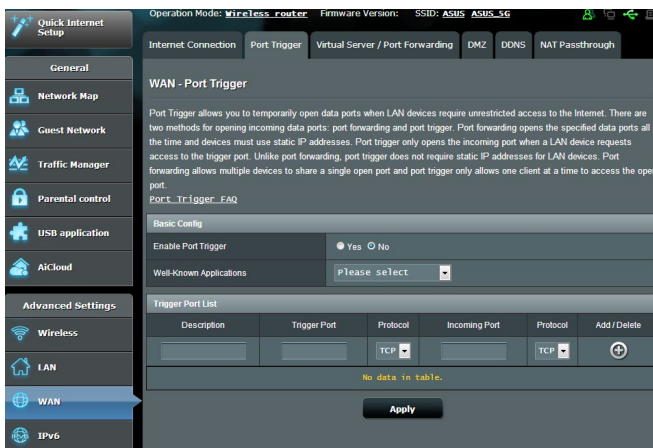 Quick Internet
Setup
Operation Mode: Wireless router Firmware Version: SSID: ASUS ASUS_5G
Internet Connection Port Trigger Virtual Server / Port Forwarding DMZ DDNS NAT Passthrough
General
Network Map
Guest Network
Traffic Manager
Parental control
USB application
AiCloud
Advanced Settings
Wireless
LAN
WAN
IPv6
WAN - Port Trigger
Port Trigger allows you to temporarily open data ports when LAN devices require unrestricted access to the Internet. There are
two methods for opening incoming data ports: port forwarding and port trigger. Port forwarding opens the specified data ports all
the time and devices must use static IP addresses. Port trigger only opens the incoming port when a LAN device requests
access to the trigger port. Unlike port forwarding, port trigger does not require static IP addresses for LAN devices. Port
forwarding allows multiple devices to share a single open port and port trigger only allows one client at a time to access the ope
port.
Port Trigger FAQ
Basic Config
Enable Port Trigger Yes No
Well-Known Applications Please select
Trigger Port List
Description Trigger Port Protocol Incoming Port Protocol Add / Delete
TCP TCP
No data in table.
Apply